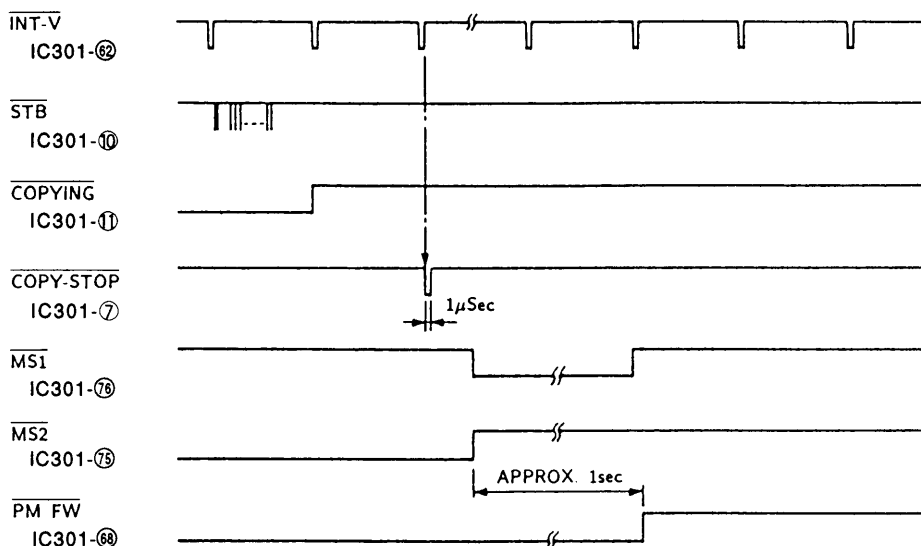 INT-V
IC301-㊷
STB
IC301-⑩
COPYING
IC301-⑪
COPY-STOP
IC301-⑦
1μSec
MS1
IC301-76
MS2
IC301-75
APPROX. 1sec
PM FW
IC301-68